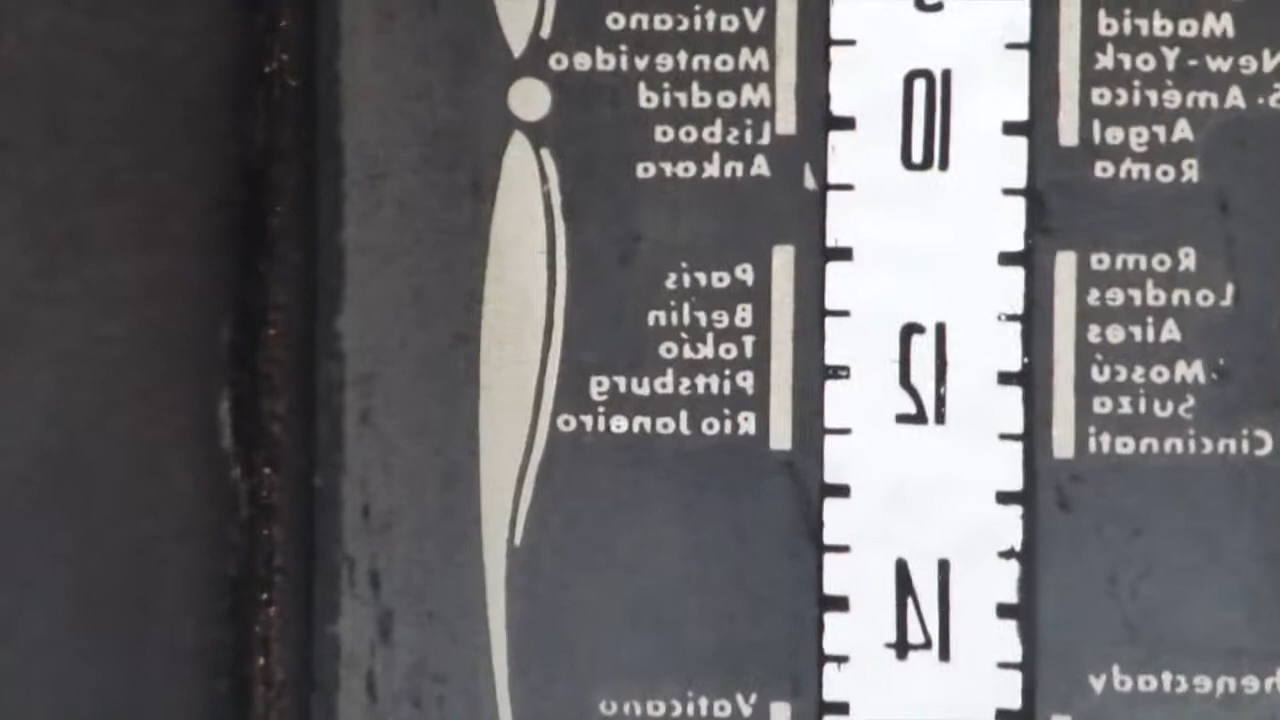 Vaticano
Montevideo
Madrid
Lisboa
Ankara
Paris
Berlin
Tokio
Pittsburg
Rio Janeiro
Vaticano
10
12
14
Madrid
New-York
S. América
Argel
Roma
Roma
Londres
Aires
Moscú
Suiza
Cincinnati